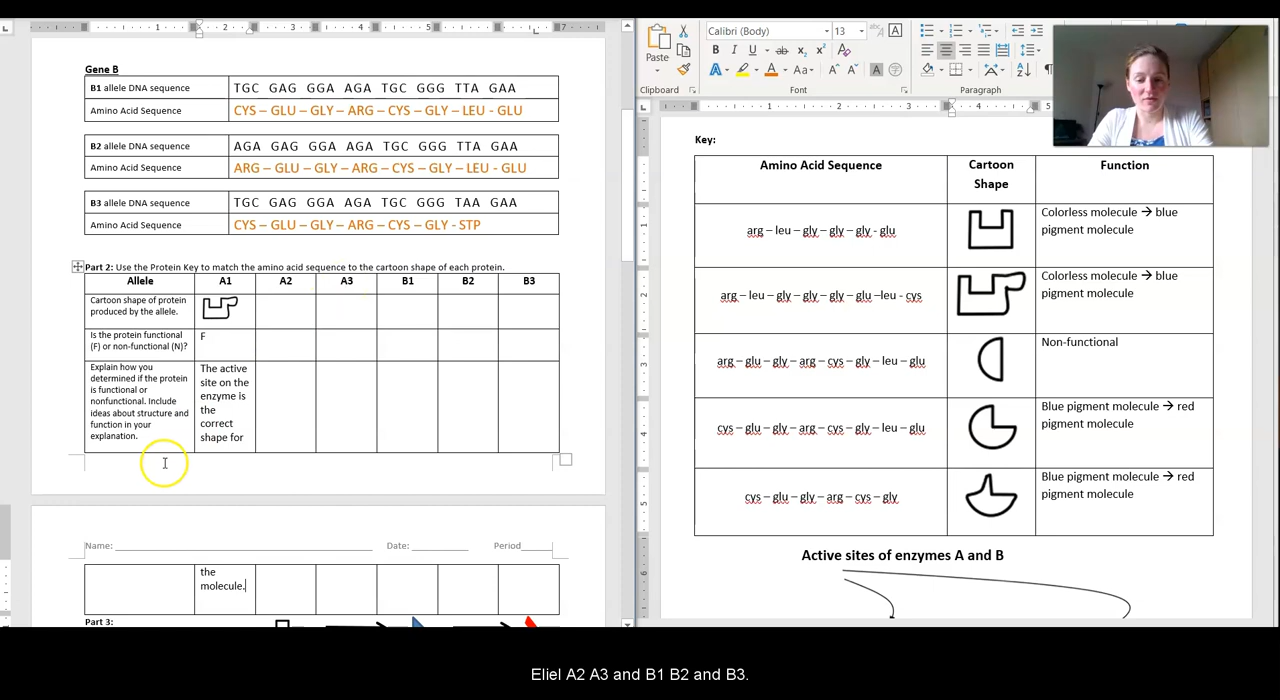 Calibri (Body) 13
Paste
Clipboard Font Paragraph
Gene B
B1 allele DNA sequence TGC GAG GGA AGA TGC GGG TTA GAA
Amino Acid Sequence CYS – GLU – GLY – ARG – CYS – GLY – LEU - GLU
B2 allele DNA sequence AGA GAG GGA AGA TGC GGG TTA GAA
Amino Acid Sequence ARG – GLU – GLY – ARG – CYS – GLY – LEU - GLU
B3 allele DNA sequence TGC GAG GGA AGA TGC GGG TAA GAA
Amino Acid Sequence CYS – GLU – GLY – ARG – CYS – GLY - STP
Part 2: Use the Protein Key to match the amino acid sequence to the cartoon shape of each protein.
Allele A1 A2 A3 B1 B2 B3
Cartoon shape of protein
produced by the allele.
Is the protein functional F
(F) or non-functional (N)?
Explain how you
determined if the protein
is functional or
nonfunctional. Include
ideas about structure and
function in your
explanation.
The active
site on the
enzyme is
the
correct
shape for
Name: Date: Period
the
molecule.
Part 3:
Key:
Amino Acid Sequence Cartoon Function
Shape
arg – leu – gly – gly – gly - glu
Colorless molecule → blue
pigment molecule
arg – leu – gly – gly – gly – glu –leu - cys
Colorless molecule → blue
pigment molecule
arg – glu – gly – arg – cys – gly – leu – glu
Non-functional
cys – glu – gly – arg – cys – gly – leu – glu
Blue pigment molecule → red
pigment molecule
cys – glu – gly – arg – cys – gly
Blue pigment molecule → red
pigment molecule
Active sites of enzymes A and B
Eliel A2 A3 and B1 B2 and B3.